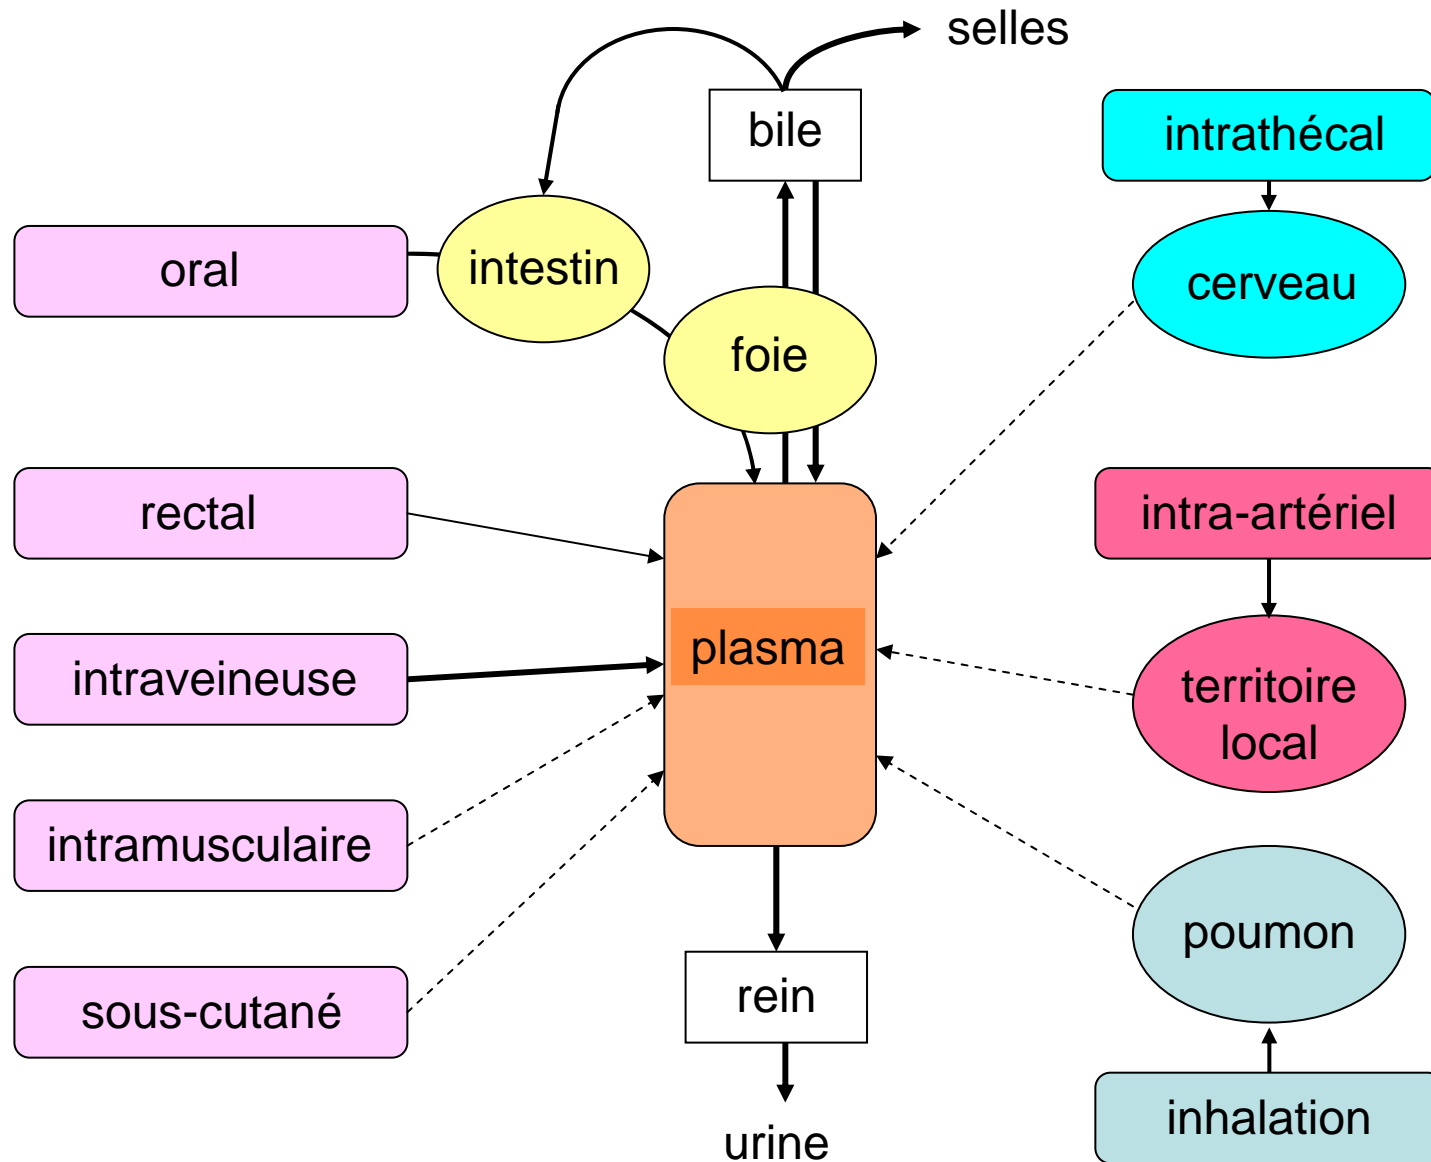 selles
bile
intrathécal
oral
intestin
cerveau
foie
rectal
intra-artériel
plasma
intraveineuse
territoire
local
intramusculaire
poumon
sous-cutané
rein
inhalation
urine